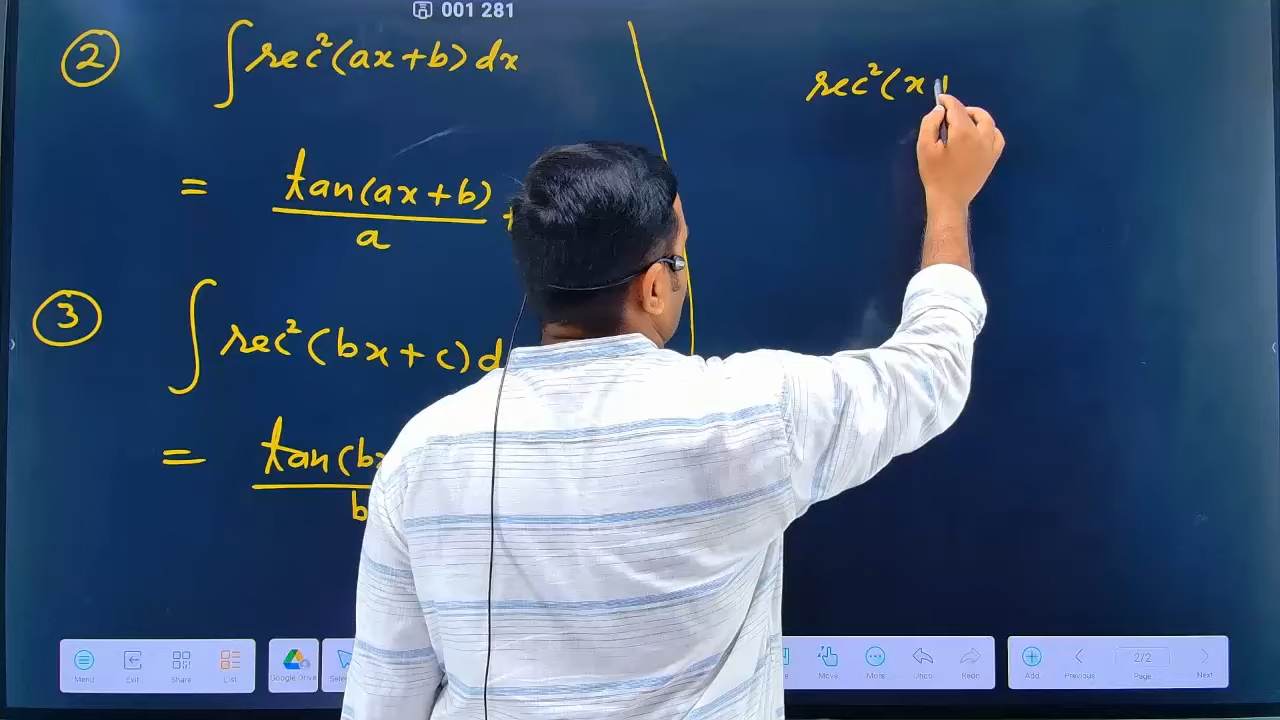 001 281
② ∫ sec²(ax+b) dx
= tan(ax+b)
a
③ ∫ sec²(bx+c) d
= tan(b
b
sec²(x
Menu Exit Share List Google Drive Move More Undo Redo Add Previous 2/2 Page Next